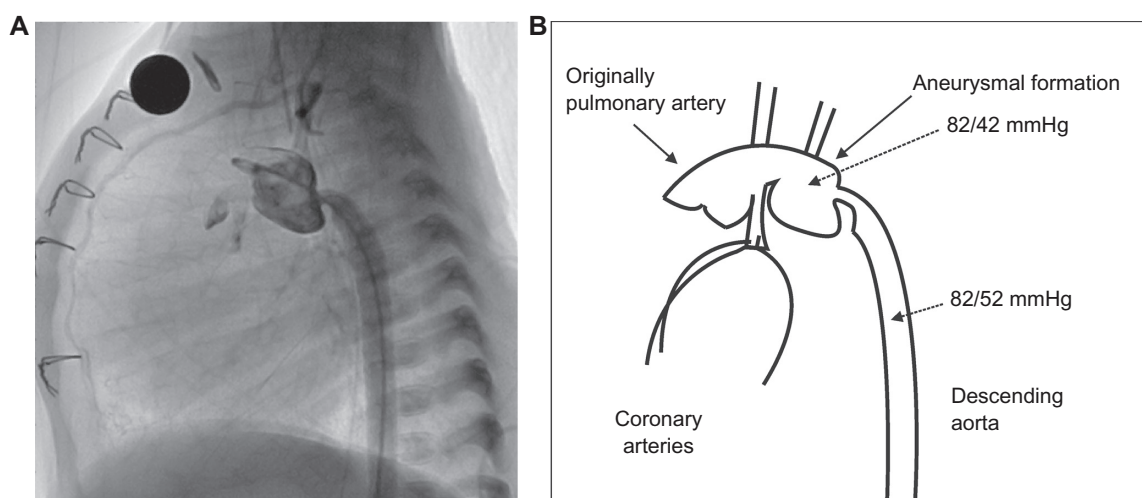 A
B
Originally
pulmonary artery
Aneurysmal formation
82/42 mmHg
82/52 mmHg
Coronary
arteries
Descending
aorta